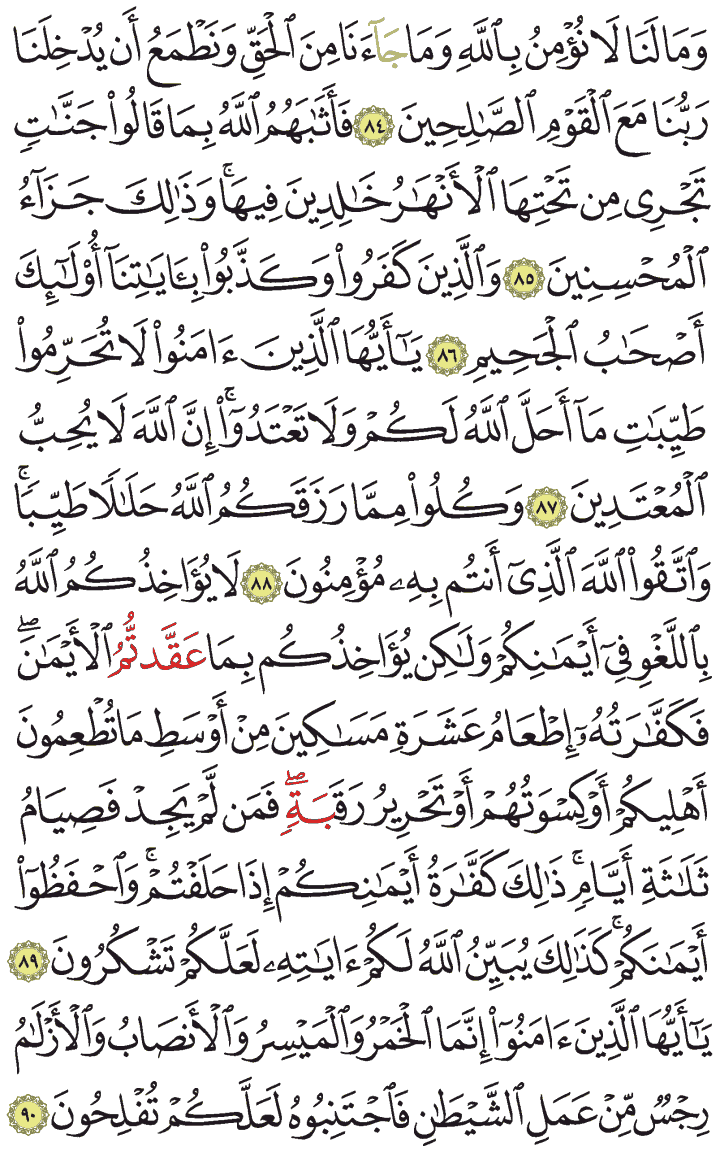 وَمَا لَنَا لَا نُؤْمِنُ بِٱللَّهِ وَمَا جَآءَنَا مِنَ ٱلْحَقِّ وَنَطْمَعُ أَن يُدْخِلَنَا
رَبُّنَا مَعَ ٱلْقَوْمِ ٱلصَّـٰلِحِينَ ٨٤ فَأَثَـٰبَهُمُ ٱللَّهُ بِمَا قَالُوا۟ جَنَّـٰتٍ
تَجْرِى مِن تَحْتِهَا ٱلْأَنْهَـٰرُ خَـٰلِدِينَ فِيهَا ۚ وَذَٰلِكَ جَزَآءُ
ٱلْمُحْسِنِينَ ٨٥ وَٱلَّذِينَ كَفَرُوا۟ وَكَذَّبُوا۟ بِـَٔايَـٰتِنَآ أُو۟لَـٰٓئِكَ
أَصْحَـٰبُ ٱلْجَحِيمِ ٨٦ يَـٰٓأَيُّهَا ٱلَّذِينَ ءَامَنُوا۟ لَا تُحَرِّمُوا۟
طَيِّبَـٰتِ مَآ أَحَلَّ ٱللَّهُ لَكُمْ وَلَا تَعْتَدُوٓا۟ ۚ إِنَّ ٱللَّهَ لَا يُحِبُّ
ٱلْمُعْتَدِينَ ٨٧ وَكُلُوا۟ مِمَّا رَزَقَكُمُ ٱللَّهُ حَلَـٰلًا طَيِّبًا ۚ
وَٱتَّقُوا۟ ٱللَّهَ ٱلَّذِىٓ أَنتُم بِهِۦ مُؤْمِنُونَ ٨٨ لَا يُؤَاخِذُكُمُ ٱللَّهُ
بِٱللَّغْوِ فِىٓ أَيْمَـٰنِكُمْ وَلَـٰكِن يُؤَاخِذُكُم بِمَا عَقَّدتُّمُ ٱلْأَيْمَـٰنَ ۖ
فَكَفَّـٰرَتُهُۥٓ إِطْعَامُ عَشَرَةِ مَسَـٰكِينَ مِنْ أَوْسَطِ مَا تُطْعِمُونَ
أَهْلِيكُمْ أَوْ كِسْوَتُهُمْ أَوْ تَحْرِيرُ رَقَبَةٍ ۖ فَمَن لَّمْ يَجِدْ فَصِيَامُ
ثَلَـٰثَةِ أَيَّامٍ ۚ ذَٰلِكَ كَفَّـٰرَةُ أَيْمَـٰنِكُمْ إِذَا حَلَفْتُمْ ۚ وَٱحْفَظُوٓا۟
أَيْمَـٰنَكُمْ ۚ كَذَٰلِكَ يُبَيِّنُ ٱللَّهُ لَكُمْ ءَايَـٰتِهِۦ لَعَلَّكُمْ تَشْكُرُونَ ٨٩
يَـٰٓأَيُّهَا ٱلَّذِينَ ءَامَنُوٓا۟ إِنَّمَا ٱلْخَمْرُ وَٱلْمَيْسِرُ وَٱلْأَنصَابُ وَٱلْأَزْلَـٰمُ
رِجْسٌ مِّنْ عَمَلِ ٱلشَّيْطَـٰنِ فَٱجْتَنِبُوهُ لَعَلَّكُمْ تُفْلِحُونَ ٩٠